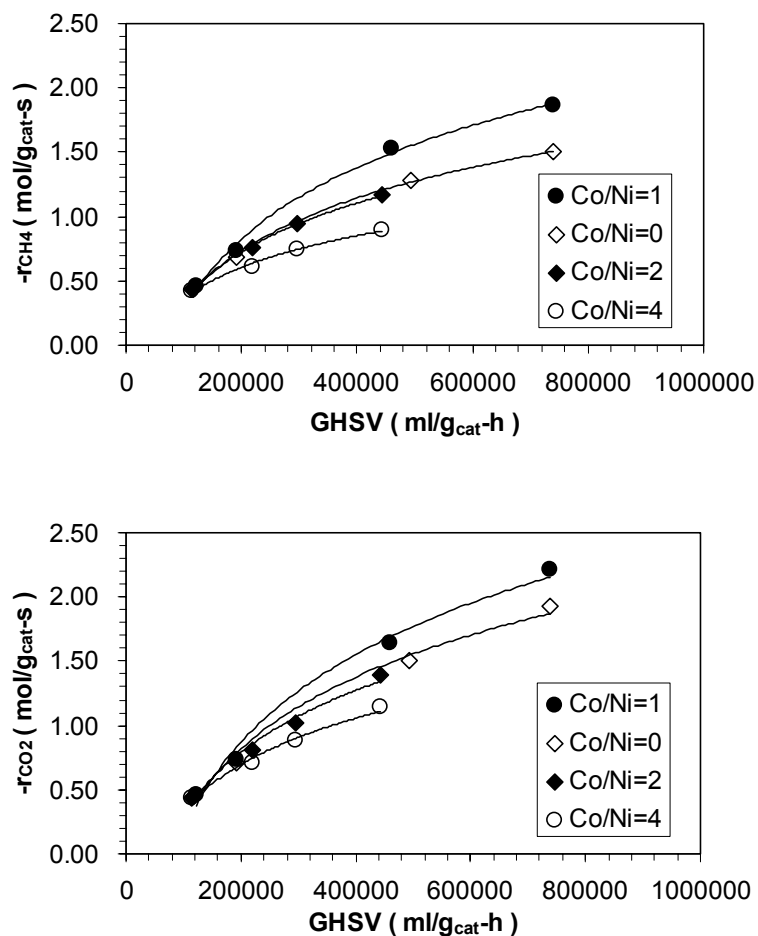 2.50
2.00
1.50
1.00
0.50
0.00
-rCH4 ( mol/gcat-s )
Co/Ni=1
Co/Ni=0
Co/Ni=2
Co/Ni=4
0 200000 400000 600000 800000 1000000
GHSV ( ml/gcat-h )
2.50
2.00
1.50
1.00
0.50
0.00
-rCO2 ( mol/gcat-s )
Co/Ni=1
Co/Ni=0
Co/Ni=2
Co/Ni=4
0 200000 400000 600000 800000 1000000
GHSV ( ml/gcat-h )